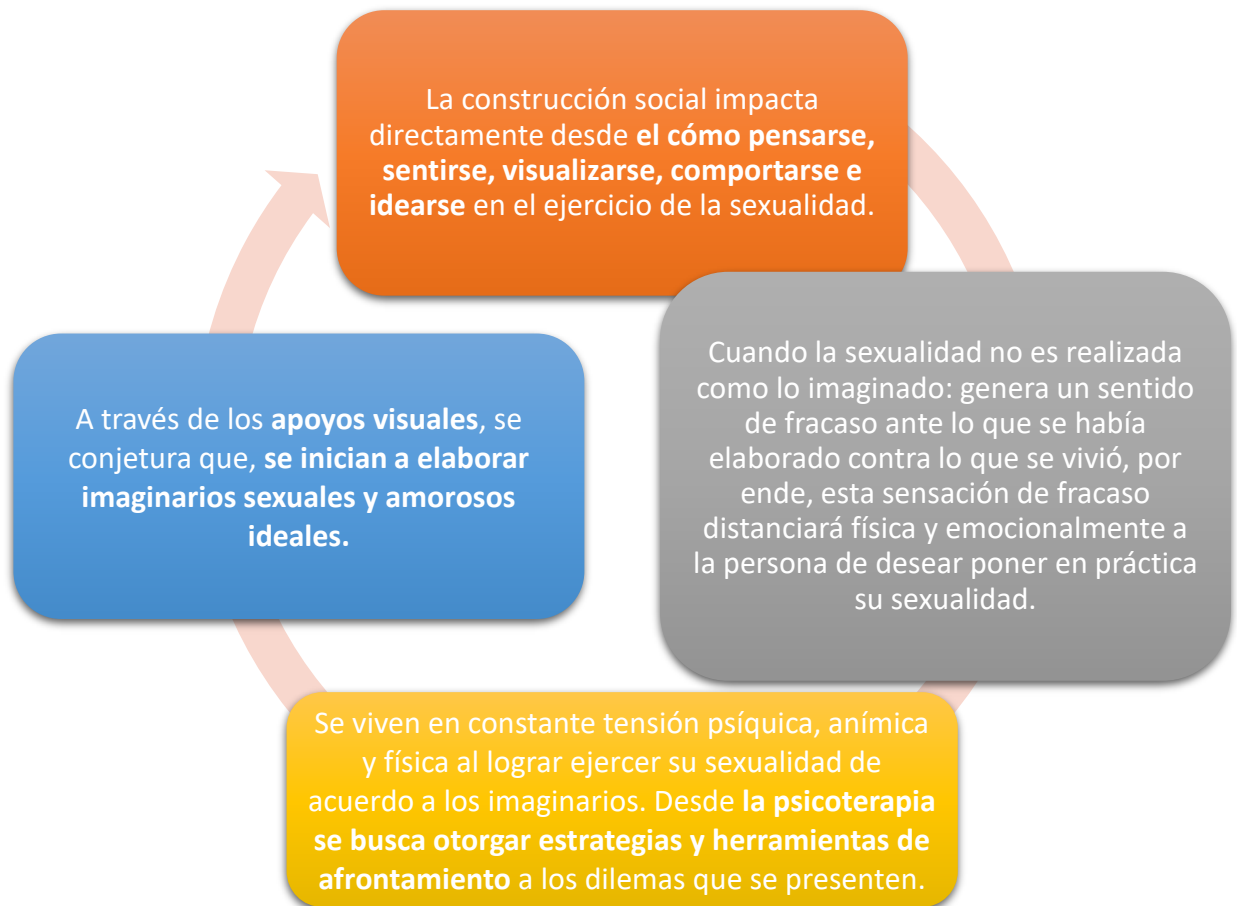 La construcción social impacta
directamente desde el cómo pensarse,
sentirse, visualizarse, comportarse e
idearse en el ejercicio de la sexualidad.
Cuando la sexualidad no es realizada
como lo imaginado: genera un sentido
de fracaso ante lo que se había
elaborado contra lo que se vivió, por
ende, esta sensación de fracaso
distanciará física y emocionalmente a
la persona de desear poner en práctica
su sexualidad.
Se viven en constante tensión psíquica, anímica
y física al lograr ejercer su sexualidad de
acuerdo a los imaginarios. Desde la psicoterapia
se busca otorgar estrategias y herramientas de
afrontamiento a los dilemas que se presenten.
A través de los apoyos visuales, se
conjetura que, se inician a elaborar
imaginarios sexuales y amorosos
ideales.